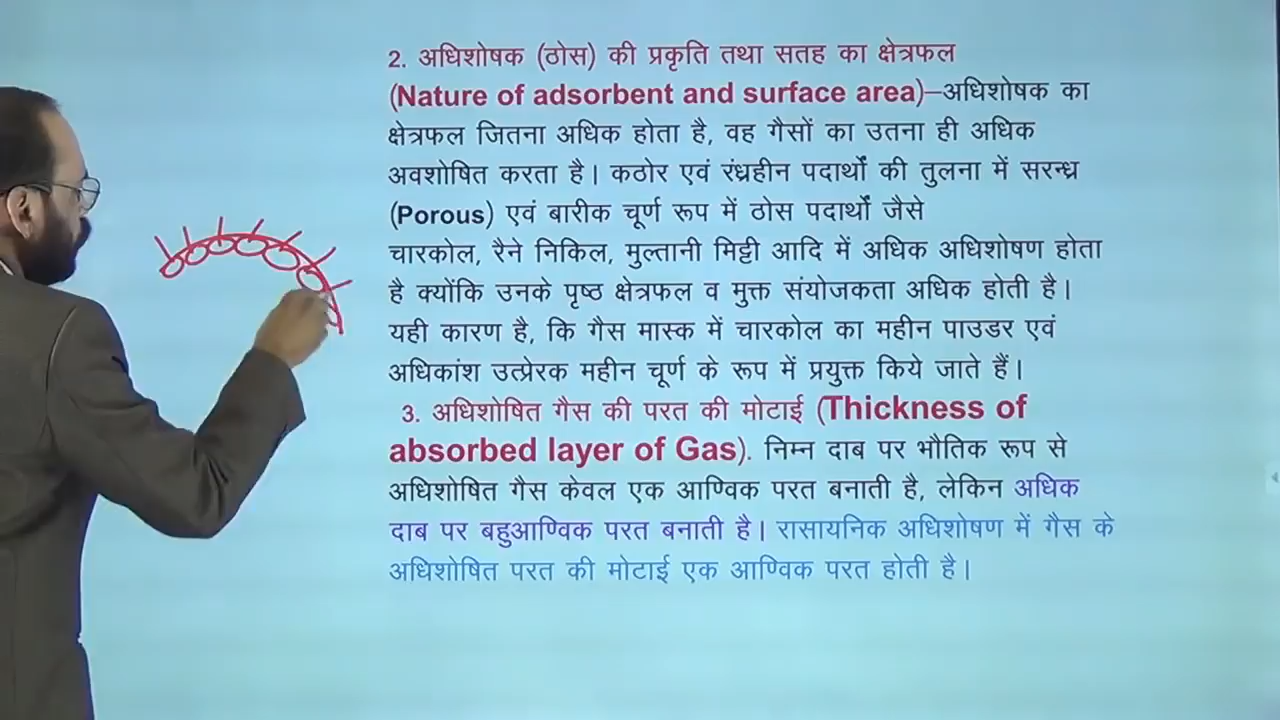 2. अधिशोषक (ठोस) की प्रकृति तथा सतह का क्षेत्रफल
(Nature of adsorbent and surface area)–अधिशोषक का
क्षेत्रफल जितना अधिक होता है, वह गैसों का उतना ही अधिक
अवशोषित करता है। कठोर एवं रंध्रहीन पदार्थों की तुलना में सरन्ध्र
(Porous) एवं बारीक चूर्ण रूप में ठोस पदार्थों जैसे
चारकोल, रैने निकिल, मुल्तानी मिट्टी आदि में अधिक अधिशोषण होता
है क्योंकि उनके पृष्ठ क्षेत्रफल व मुक्त संयोजकता अधिक होती है।
यही कारण है, कि गैस मास्क में चारकोल का महीन पाउडर एवं
अधिकांश उत्प्रेरक महीन चूर्ण के रूप में प्रयुक्त किये जाते हैं।
3. अधिशोषित गैस की परत की मोटाई (Thickness of
absorbed layer of Gas). निम्न दाब पर भौतिक रूप से
अधिशोषित गैस केवल एक आण्विक परत बनाती है, लेकिन अधिक
दाब पर बहुआण्विक परत बनाती है। रासायनिक अधिशोषण में गैस के
अधिशोषित परत की मोटाई एक आण्विक परत होती है।